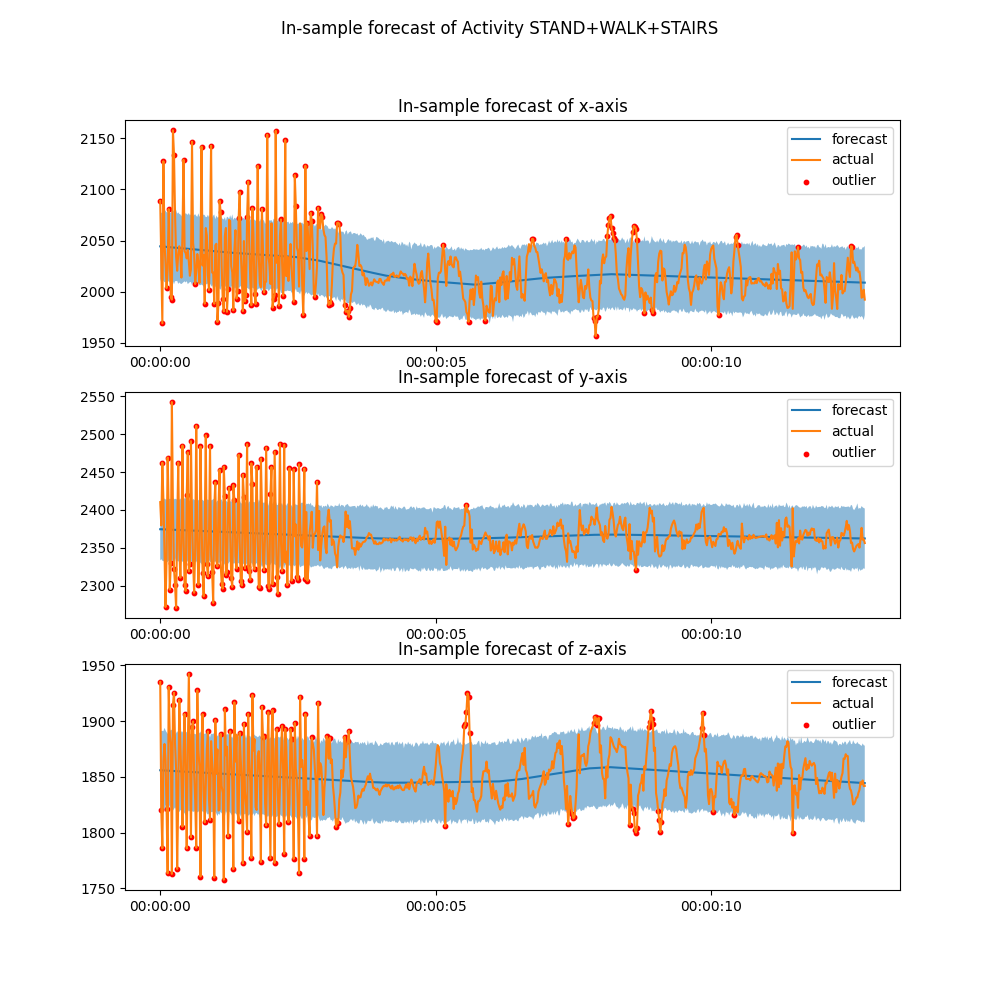 In-sample forecast of Activity STAND+WALK+STAIRS
In-sample forecast of x-axis
2150
2100
2050
2000
1950
forecast
actual
outlier
00:00:00 00:00:05 00:00:10
In-sample forecast of y-axis
2550
2500
2450
2400
2350
2300
forecast
actual
outlier
00:00:00 00:00:05 00:00:10
In-sample forecast of z-axis
1950
1900
1850
1800
1750
forecast
actual
outlier
00:00:00 00:00:05 00:00:10